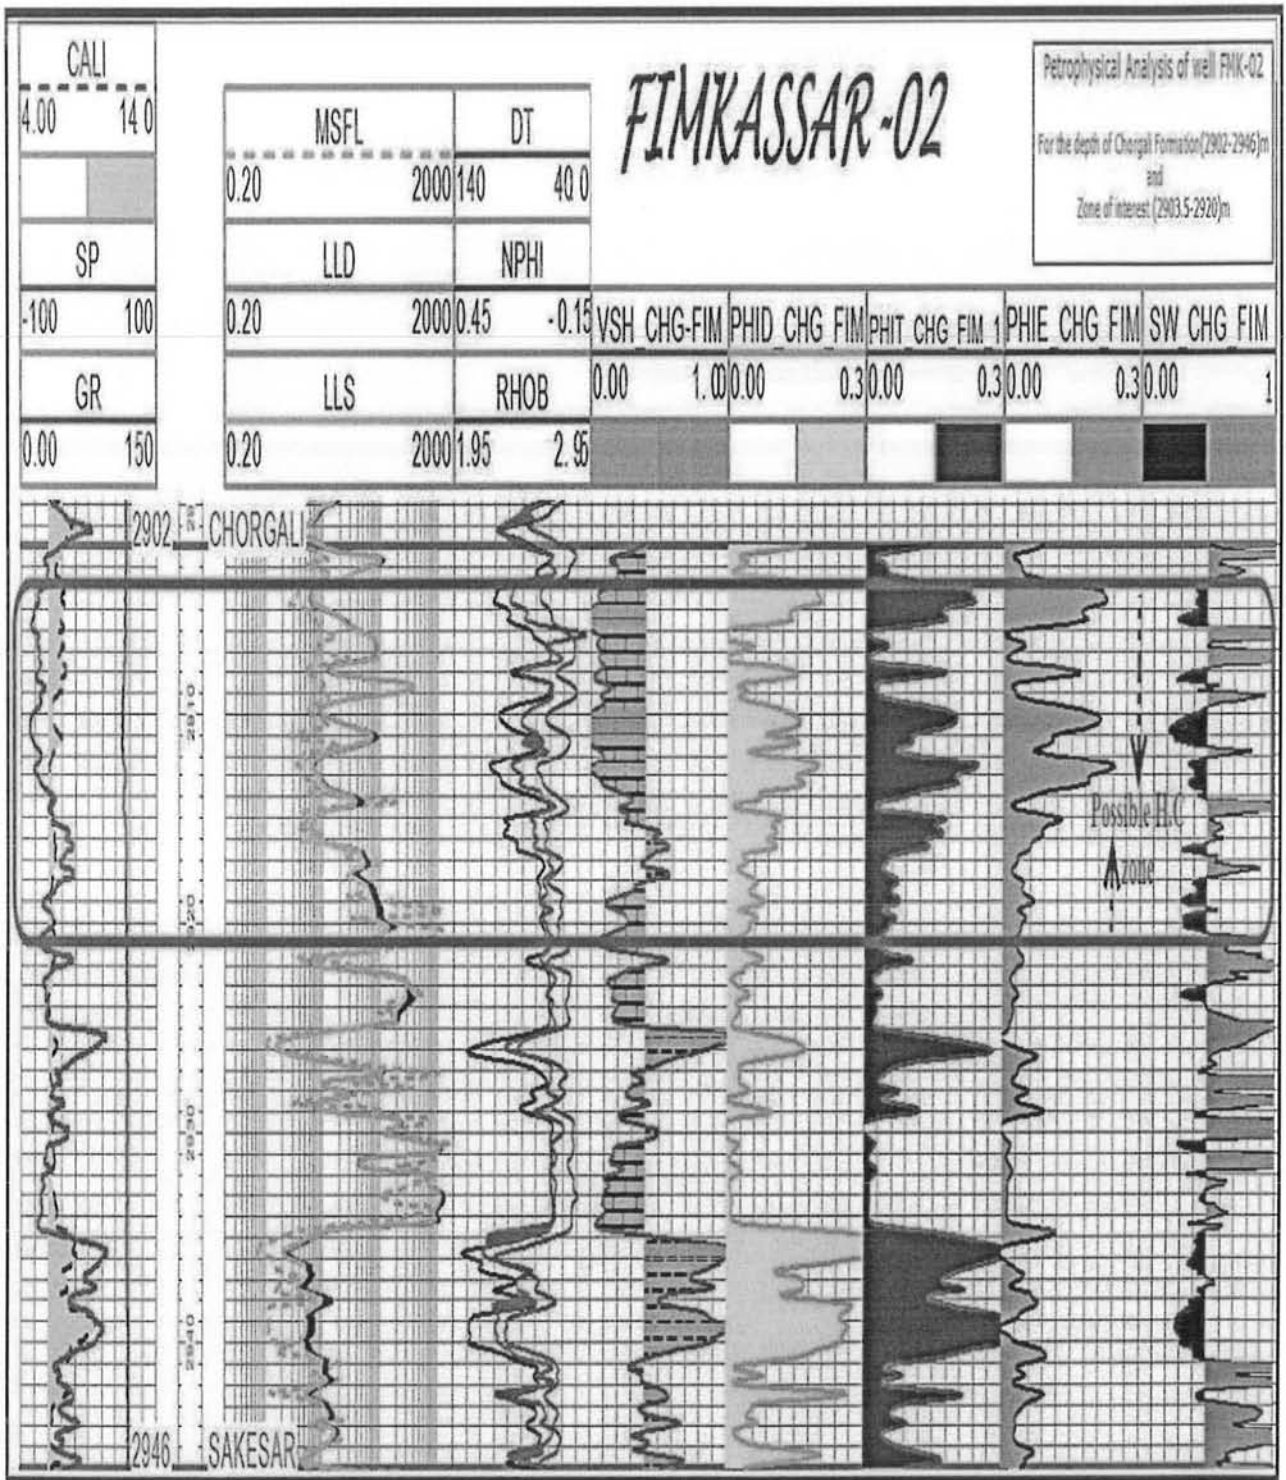 CALI
4.00 14 0
SP
-100 100
GR
0.00 150
MSFL
0.20 2000
LLD
0.20 2000
LLS
0.20 2000
DT
140 40 0
NPHI
0.45 -0.15
RHOB
1.95 2.95
FIMKASSAR-02
Petrophysical Analysis of well FMK-02
For the depth of Chorgali Formation(2902-2946)m
and
Zone of interest (2903.5-2920)m
VSH_CHG-FIM PHID_CHG_FIM PHIT_CHG_FIM_1 PHIE_CHG_FIM SW_CHG_FIM
0.00 1.00 0.00 0.3 0.00 0.3 0.00 0.3 0.00 1
2902 CHORGALI
2910
Possible H.C
zone
2930
2940
2946 SAKESAR